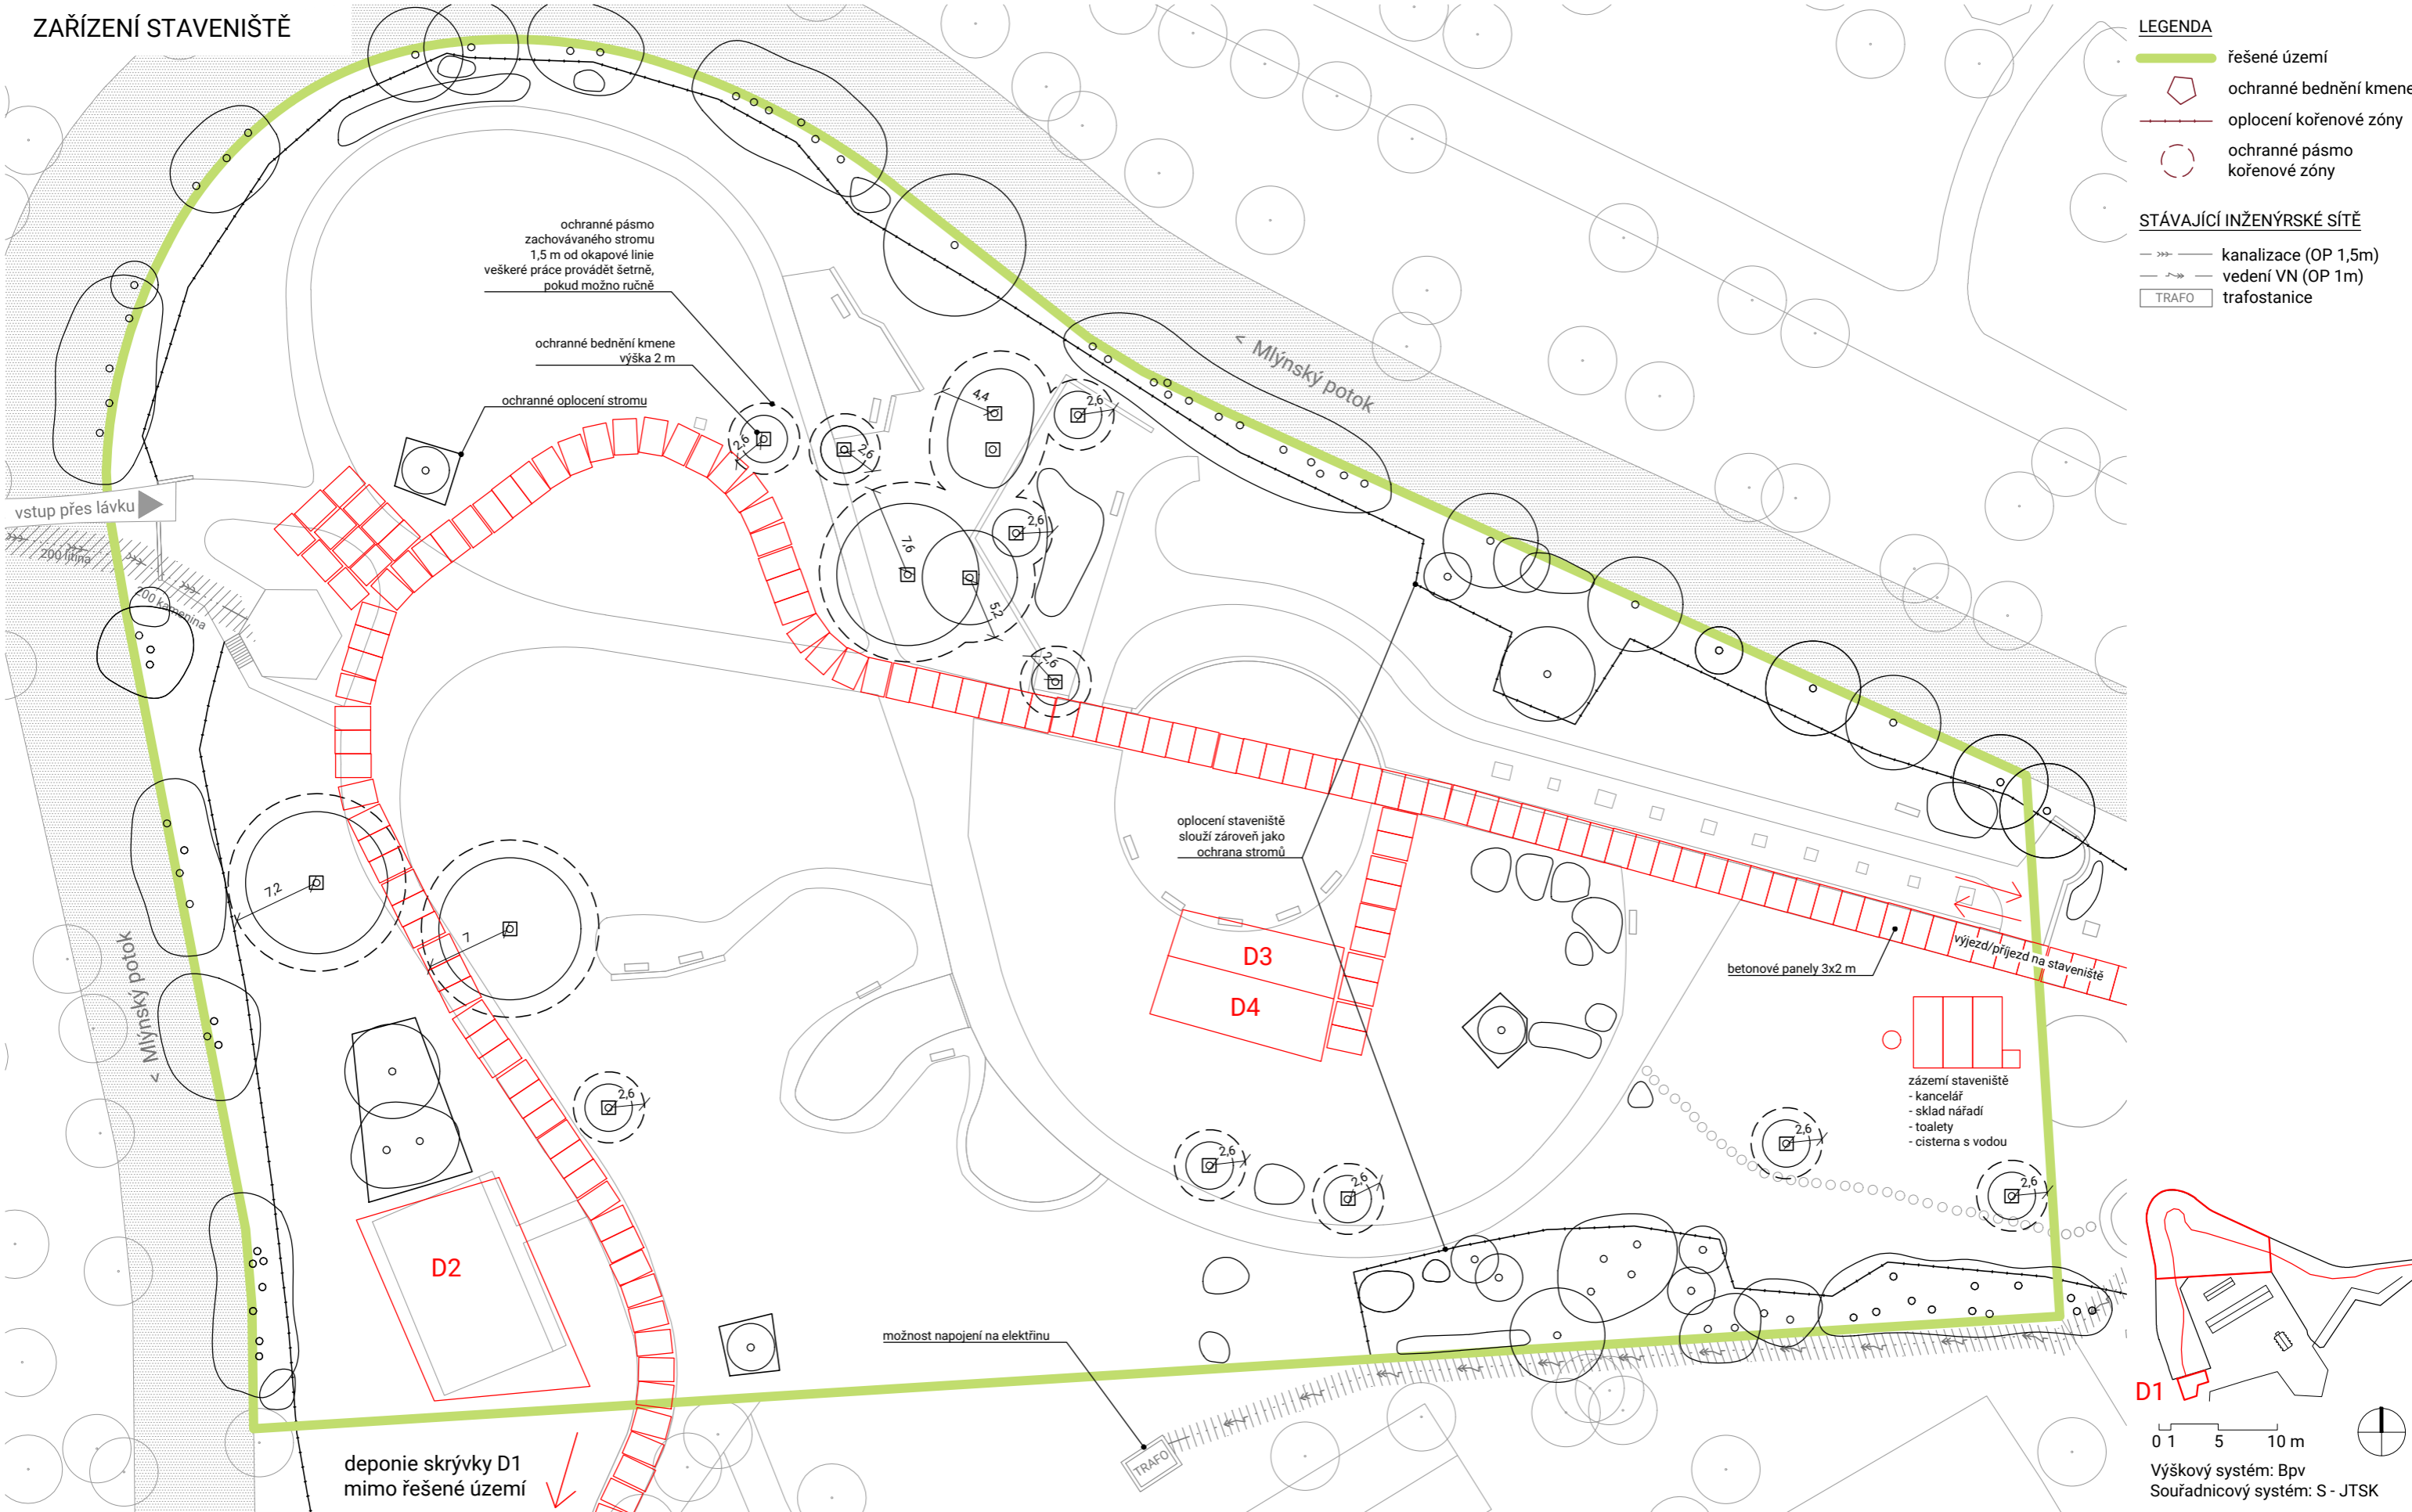 ZAŘÍZENÍ STAVENIŠTĚ
LEGENDA
řešené území
ochranné bednění kmene
oplocení kořenové zóny
ochranné pásmo
kořenové zóny
STÁVAJÍCÍ INŽENÝRSKÉ SÍTĚ
kanalizace (OP 1,5m)
vedení VN (OP 1m)
TRAFO
trafostanice
ochranné pásmo
zachovávaného stromu
1,5 m od okapové linie
veškeré práce provádět šetrně,
pokud možno ručně
ochranné bednění kmene
výška 2 m
ochranné oplocení stromu
< Mlýnský potok
4,4
2,6
2,6
2,6
2,6
7,6
5,2
2,6
vstup přes lávku
200 litina
200 kamenina
oplocení staveniště
slouží zároveň jako
ochrana stromů
7,2
7
< Mlýnský potok
D3
D4
betonové panely 3x2 m
výjezd/příjezd na staveniště
zázemí staveniště
- kancelář
- sklad nářadí
- toalety
- cisterna s vodou
2,6
2,6
2,6
2,6
2,6
D2
možnost napojení na elektřinu
TRAFO
deponie skrývky D1
mimo řešené území
D1
0 1 5 10 m
Výškový systém: Bpv
Souřadnicový systém: S - JTSK